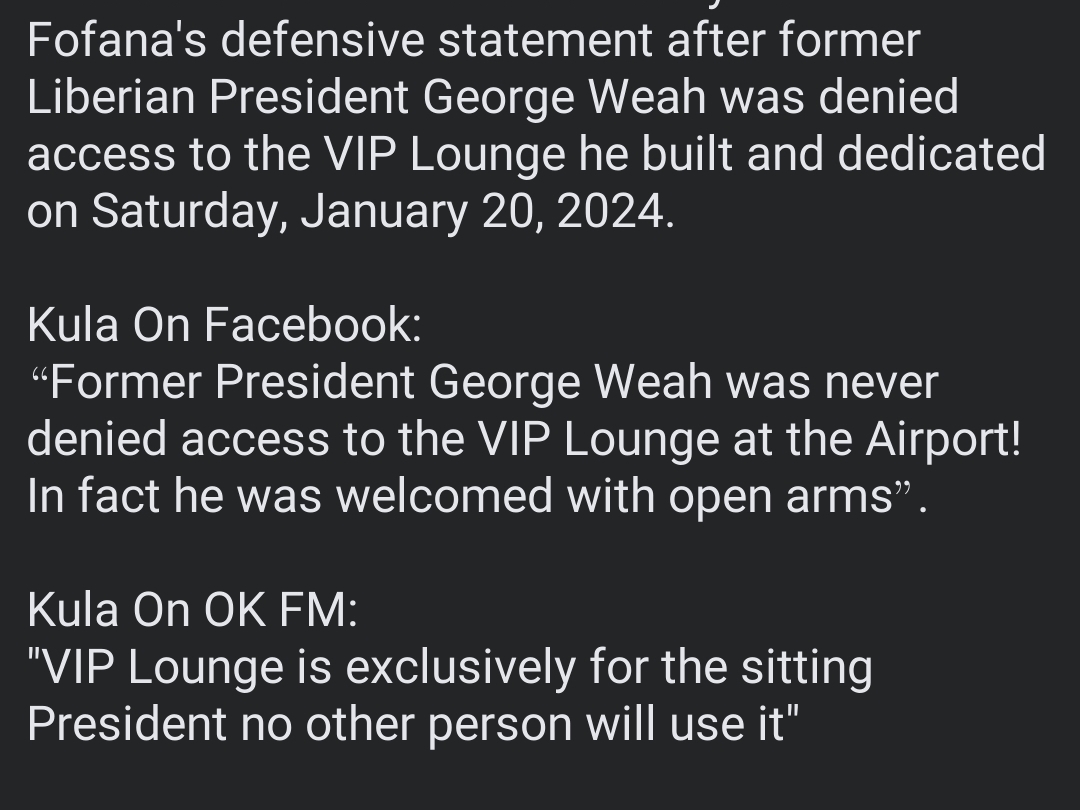 Fofana's defensive statement after former
Liberian President George Weah was denied
access to the VIP Lounge he built and dedicated
on Saturday, January 20, 2024.
Kula On Facebook:
“Former President George Weah was never
denied access to the VIP Lounge at the Airport!
In fact he was welcomed with open arms”.
Kula On OK FM:
"VIP Lounge is exclusively for the sitting
President no other person will use it"